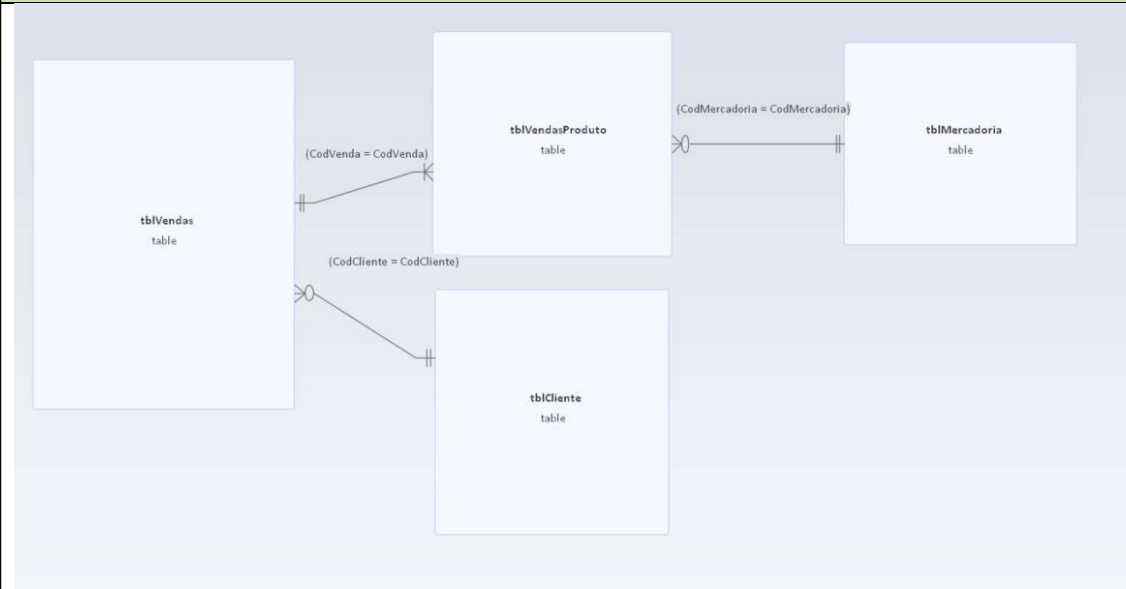 tblVendas
table
(CodVenda = CodVenda)
tblVendasProduto
table
(CodMercadoria = CodMercadoria)
tblMercadoria
table
(CodCliente = CodCliente)
tblCliente
table